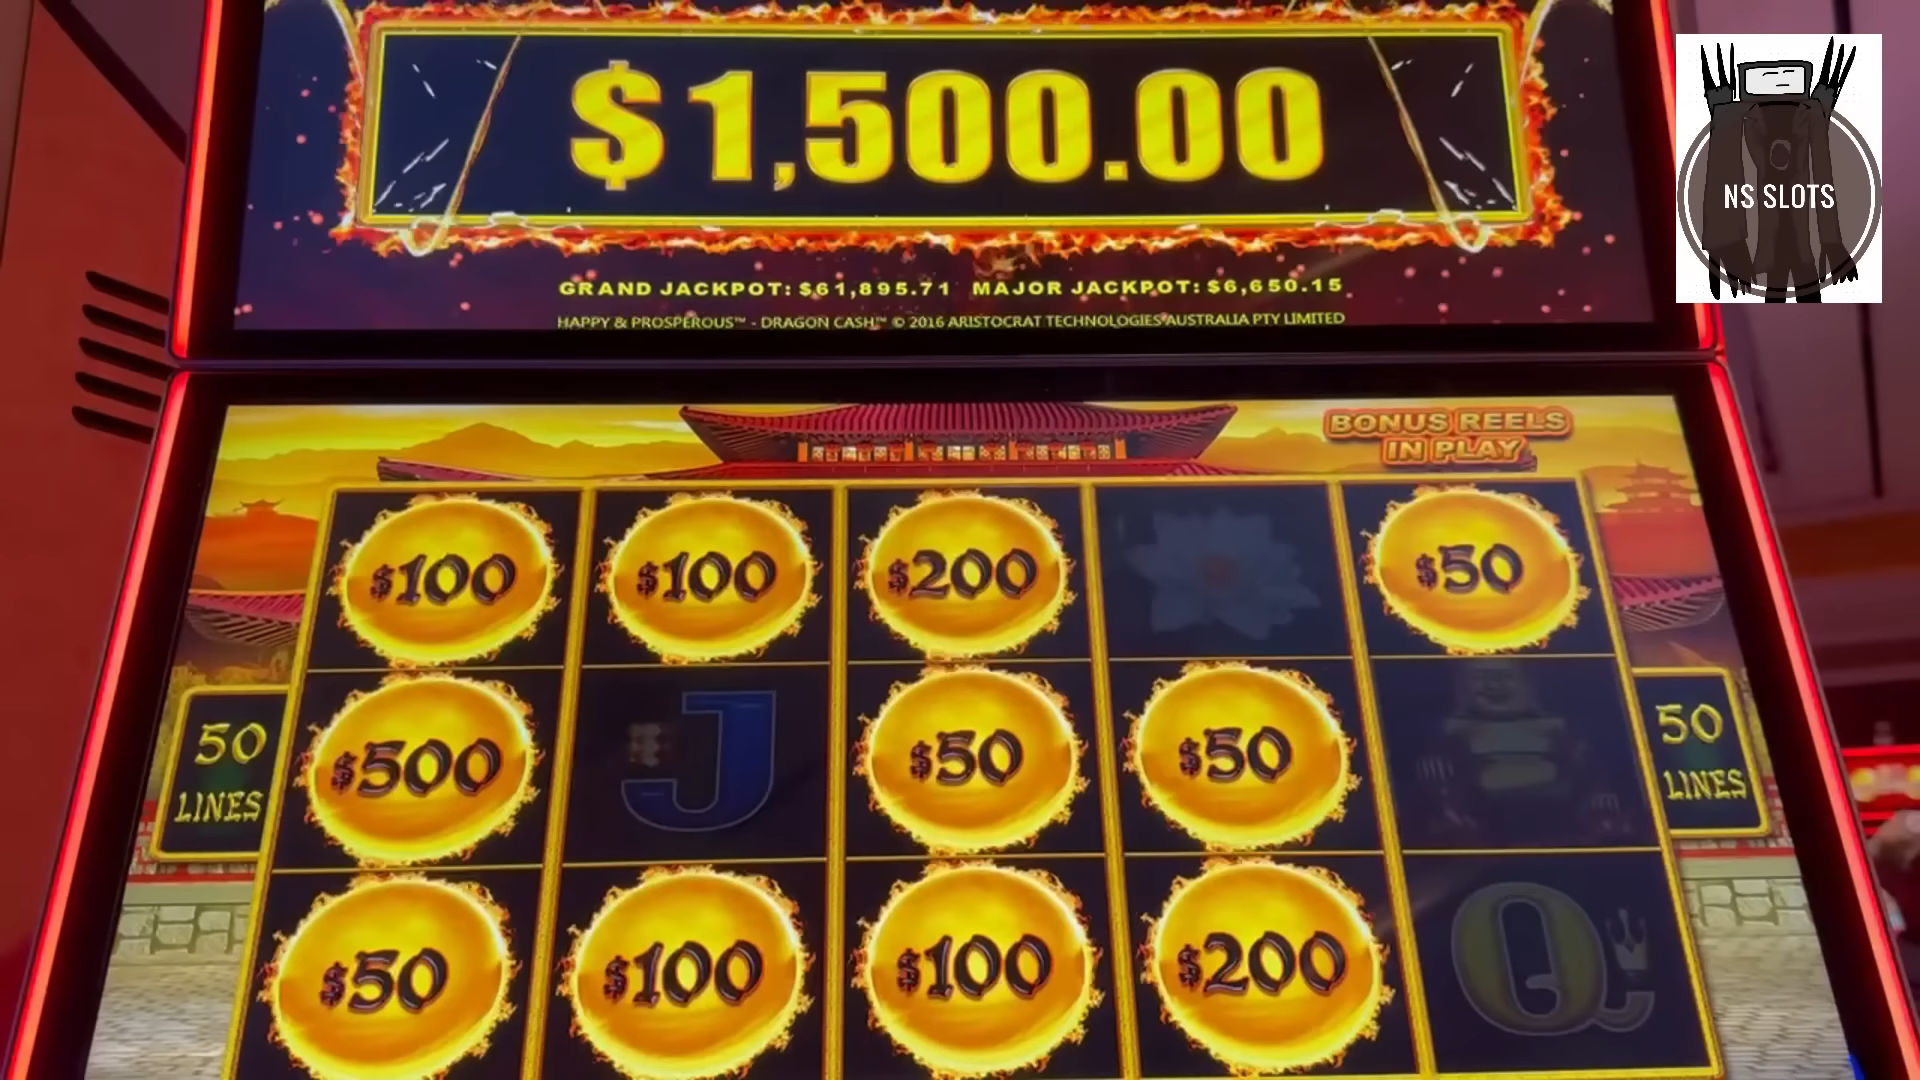 $1,500.00
NS SLOTS
GRAND JACKPOT: $61,895.71 MAJOR JACKPOT: $6,650.15
HAPPY & PROSPEROUS™ - DRAGON CASH™ © 2016 ARISTOCRAT TECHNOLOGIES AUSTRALIA PTY LIMITED
BONUS REELS
IN PLAY
$100 $100 $200 $50
50
LINES
$500 J $50 $50
50
LINES
$50 $100 $100 $200 Q